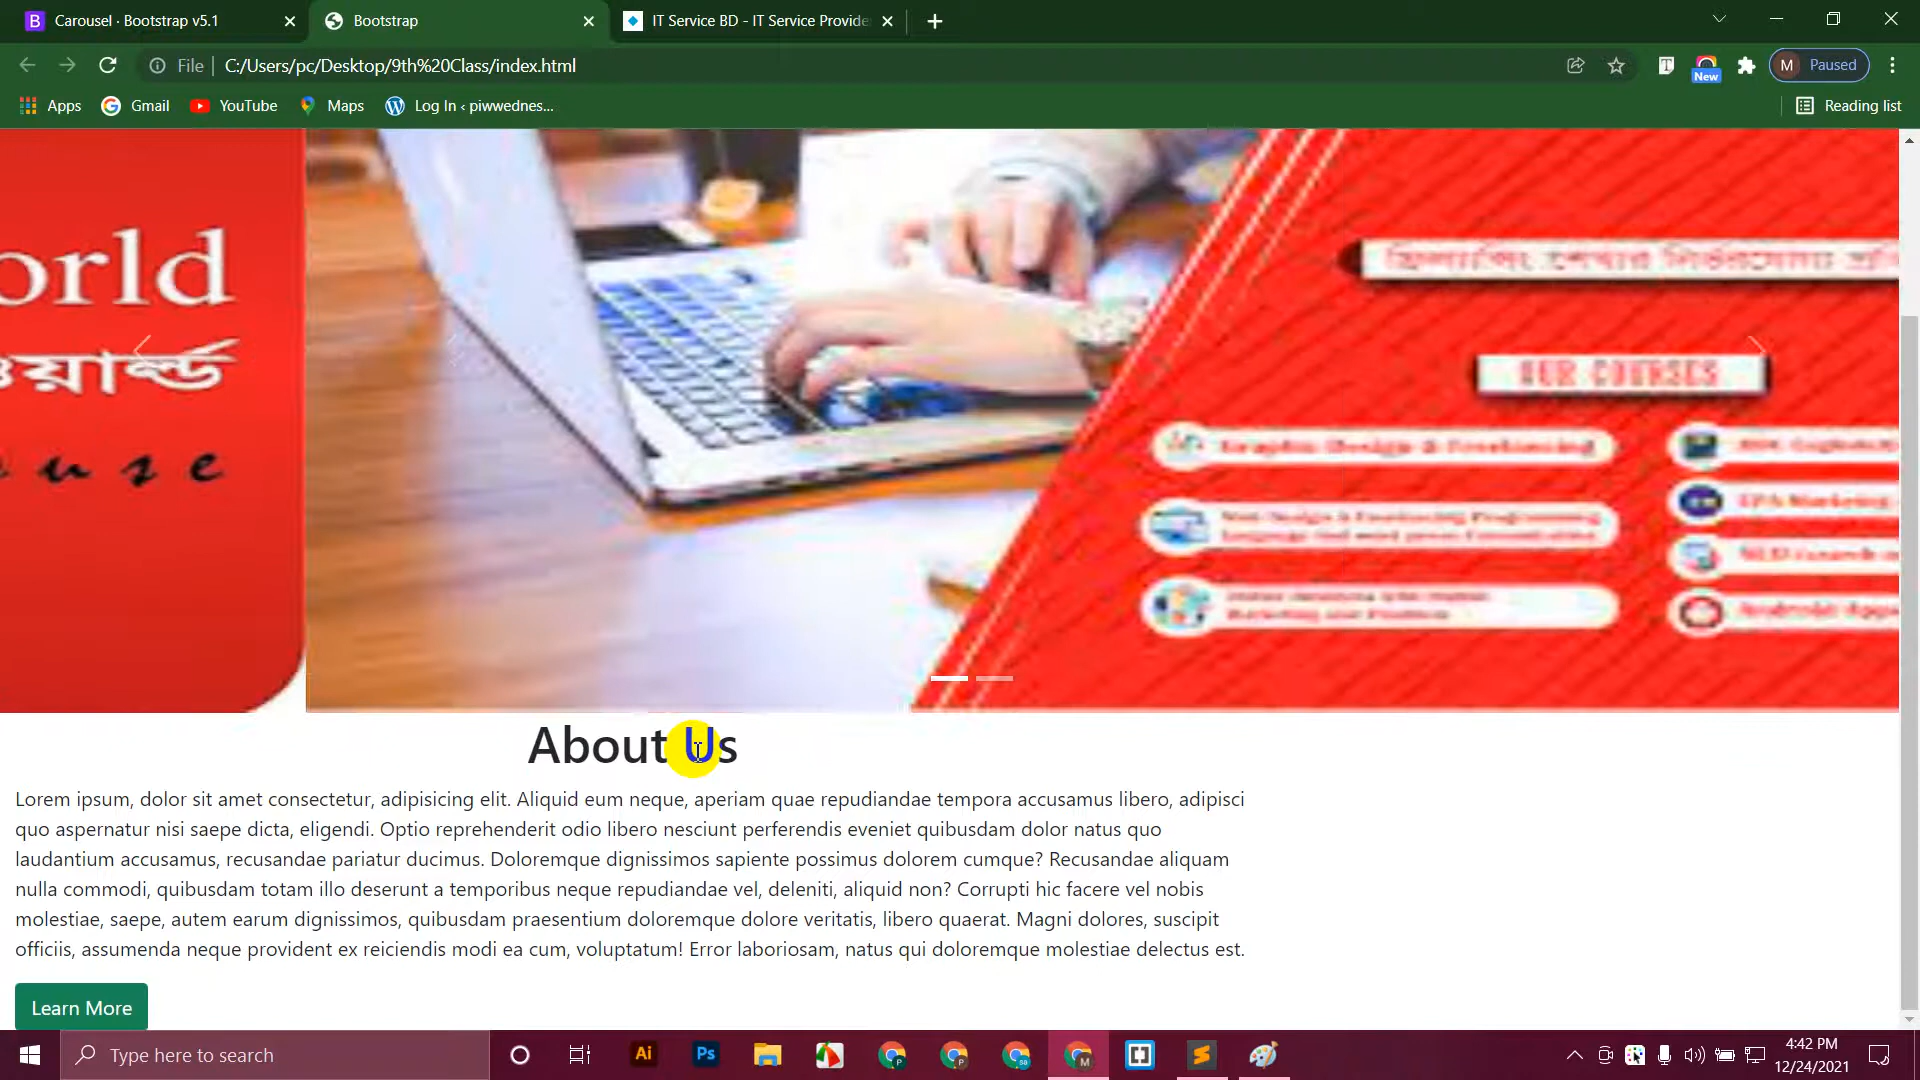 Carousel · Bootstrap v5.1
Bootstrap
IT Service BD - IT Service Provide
File
C:/Users/pc/Desktop/9th%20Class/index.html
New
M
Paused
Apps
Gmail
YouTube
Maps
Log In ‹ piwwednes...
Reading list
orld
ওয়ার্ল্ড
ouse
OUR COURSES
Graphic Design & Freelancing
About Us
Lorem ipsum, dolor sit amet consectetur, adipisicing elit. Aliquid eum neque, aperiam quae repudiandae tempora accusamus libero, adipisci
quo aspernatur nisi saepe dicta, eligendi. Optio reprehenderit odio libero nesciunt perferendis eveniet quibusdam dolor natus quo
laudantium accusamus, recusandae pariatur ducimus. Doloremque dignissimos sapiente possimus dolorem cumque? Recusandae aliquam
nulla commodi, quibusdam totam illo deserunt a temporibus neque repudiandae vel, deleniti, aliquid non? Corrupti hic facere vel nobis
molestiae, saepe, autem earum dignissimos, quibusdam praesentium doloremque dolore veritatis, libero quaerat. Magni dolores, suscipit
officiis, assumenda neque provident ex reiciendis modi ea cum, voluptatum! Error laboriosam, natus qui doloremque molestiae delectus est.
Learn More
Type here to search
Ai
Ps
4:42 PM
12/24/2021